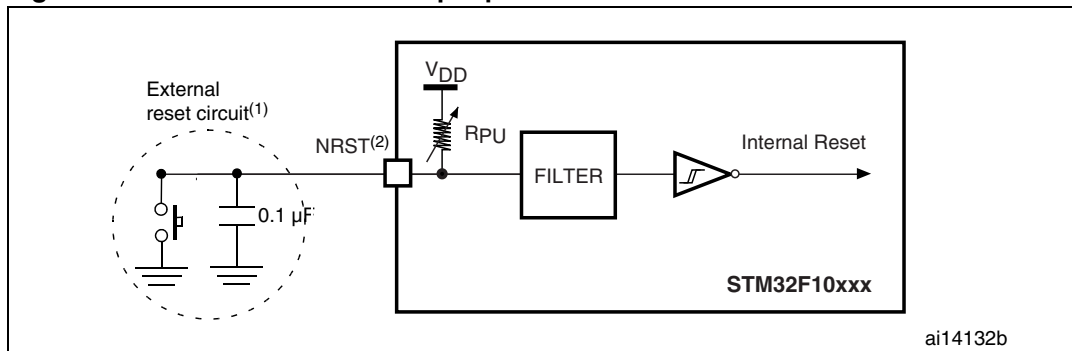 External
reset circuit(1)
VDD
NRST(2)
RPU
FILTER
Internal Reset
0.1 µF
STM32F10xxx
ai14132b